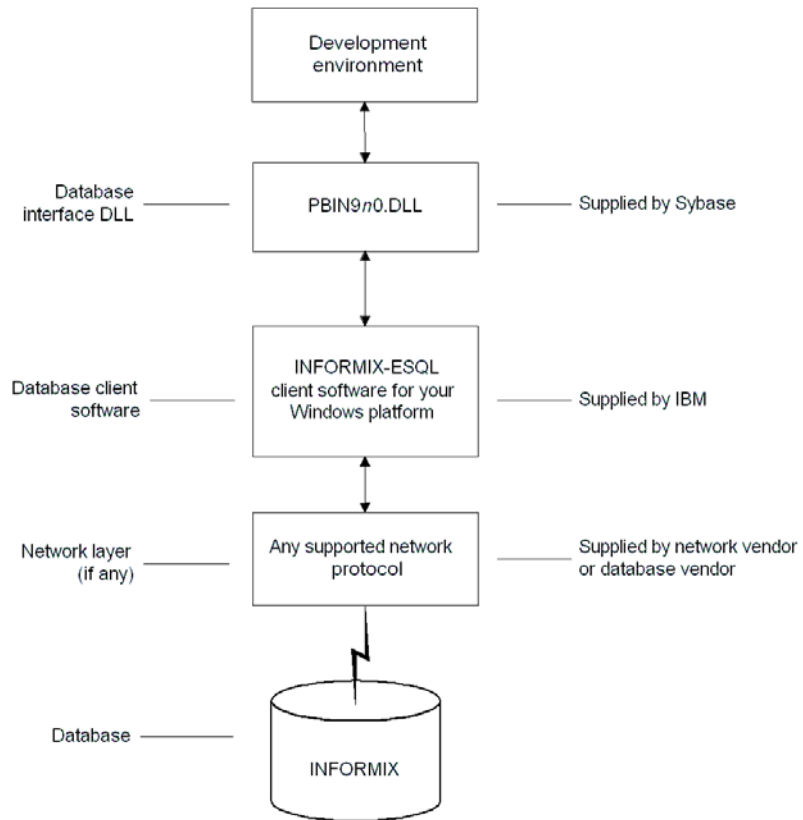 Development
environment
Database
interface DLL
PBIN9n0.DLL
Supplied by Sybase
Database client
software
INFORMIX-ESQL
client software for your
Windows platform
Supplied by IBM
Network layer
(if any)
Any supported network
protocol
Supplied by network vendor
or database vendor
Database
INFORMIX